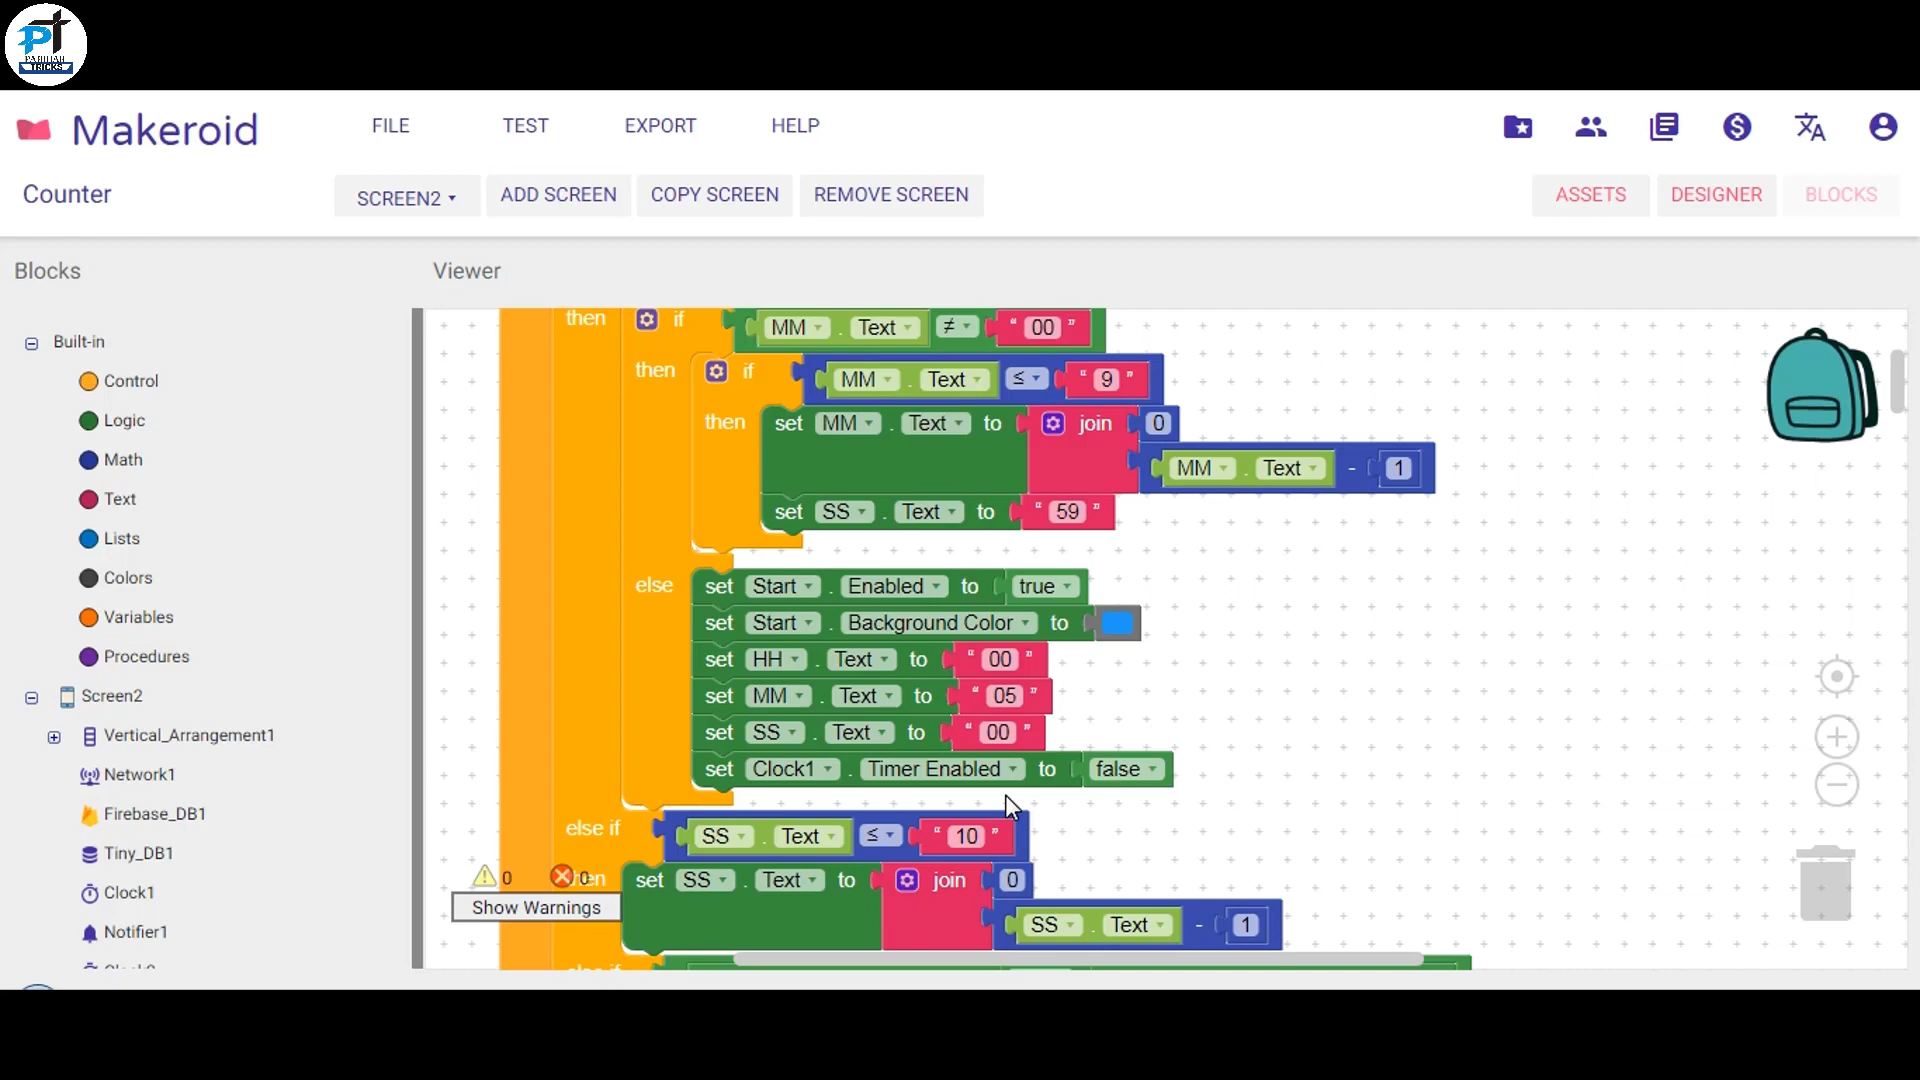 PT
TRICKS
Makeroid
FILE TEST EXPORT HELP
Counter
SCREEN2 ADD SCREEN COPY SCREEN REMOVE SCREEN
ASSETS DESIGNER BLOCKS
Blocks
Viewer
Built-in
Control
Logic
Math
Text
Lists
Colors
Variables
Procedures
Screen2
Vertical_Arrangement1
Network1
Firebase_DB1
Tiny_DB1
Clock1
Notifier1
then if MM . Text ≠ “ 00 ”
then if MM . Text ≤ “ 9 ”
then set MM . Text to join 0
MM . Text - 1
set SS . Text to “ 59 ”
else set Start . Enabled to true
set Start . Background Color to
set HH . Text to “ 00 ”
set MM . Text to “ 05 ”
set SS . Text to “ 00 ”
set Clock1 . Timer Enabled to false
else if SS . Text ≤ “ 10 ”
then set SS . Text to join 0
SS . Text - 1
0 0
Show Warnings
else if